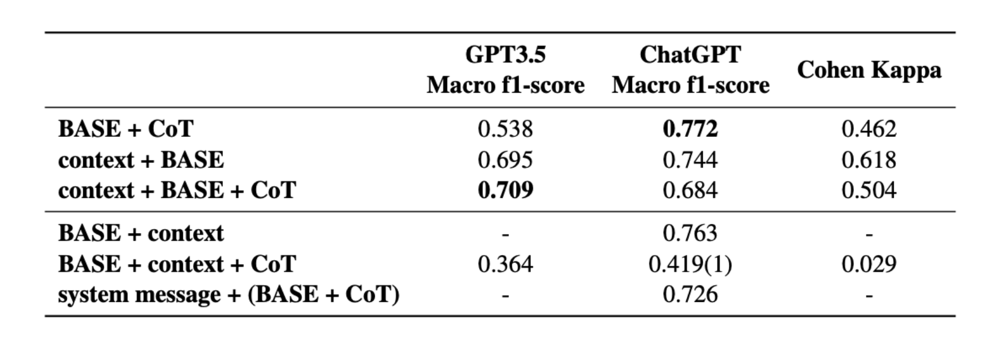 GPT3.5 ChatGPT Cohen Kappa
Macro f1-score Macro f1-score
BASE + CoT 0.538 0.772 0.462
context + BASE 0.695 0.744 0.618
context + BASE + CoT 0.709 0.684 0.504
BASE + context - 0.763 -
BASE + context + CoT 0.364 0.419(1) 0.029
system message + (BASE + CoT) - 0.726 -